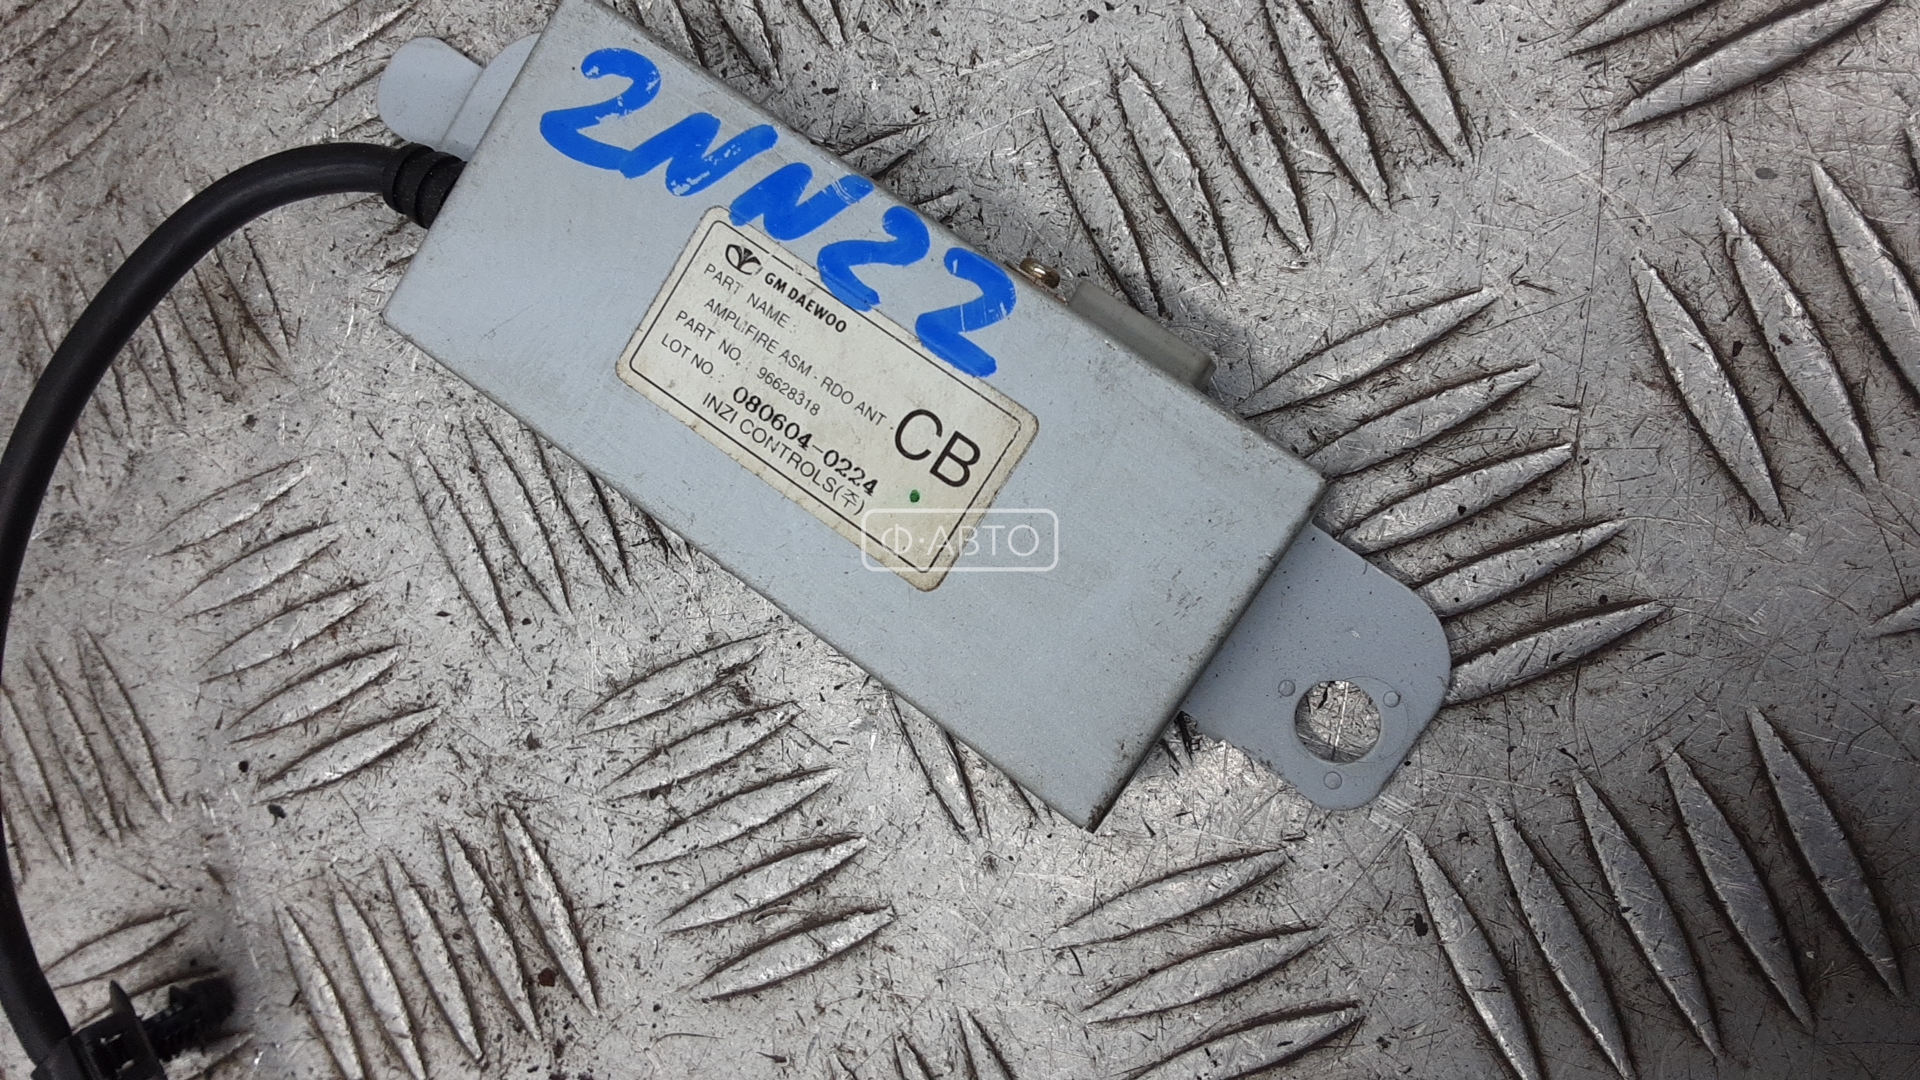 2NNN22
GM DAEWOO
PART NAME :
AMPLIFIRE ASM - RDO ANT -
PART NO. : 96628318
CB
LOT NO. : 080604-0224
INZI CONTROLS(주)
Ф·АВТО